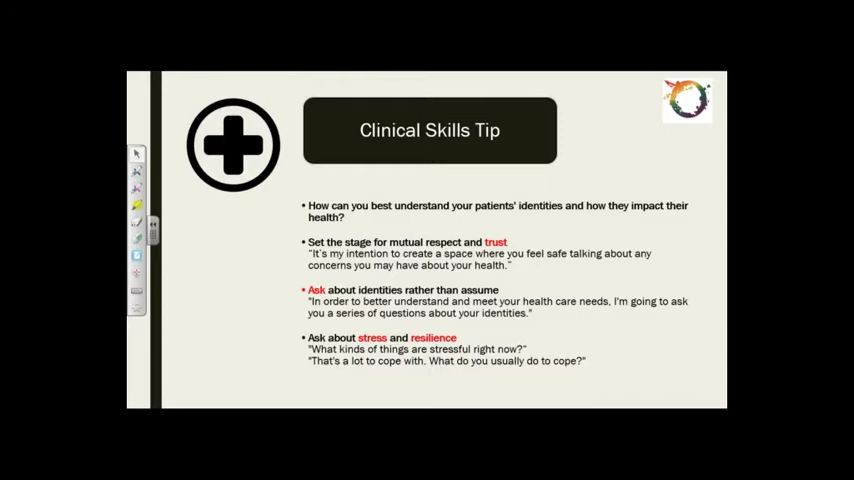 Clinical Skills Tip
• How can you best understand your patients' identities and how they impact their
health?
• Set the stage for mutual respect and trust
"It's my intention to create a space where you feel safe talking about any
concerns you may have about your health."
• Ask about identities rather than assume
"In order to better understand and meet your health care needs, I'm going to ask
you a series of questions about your identities."
• Ask about stress and resilience
"What kinds of things are stressful right now?"
"That's a lot to cope with. What do you usually do to cope?"